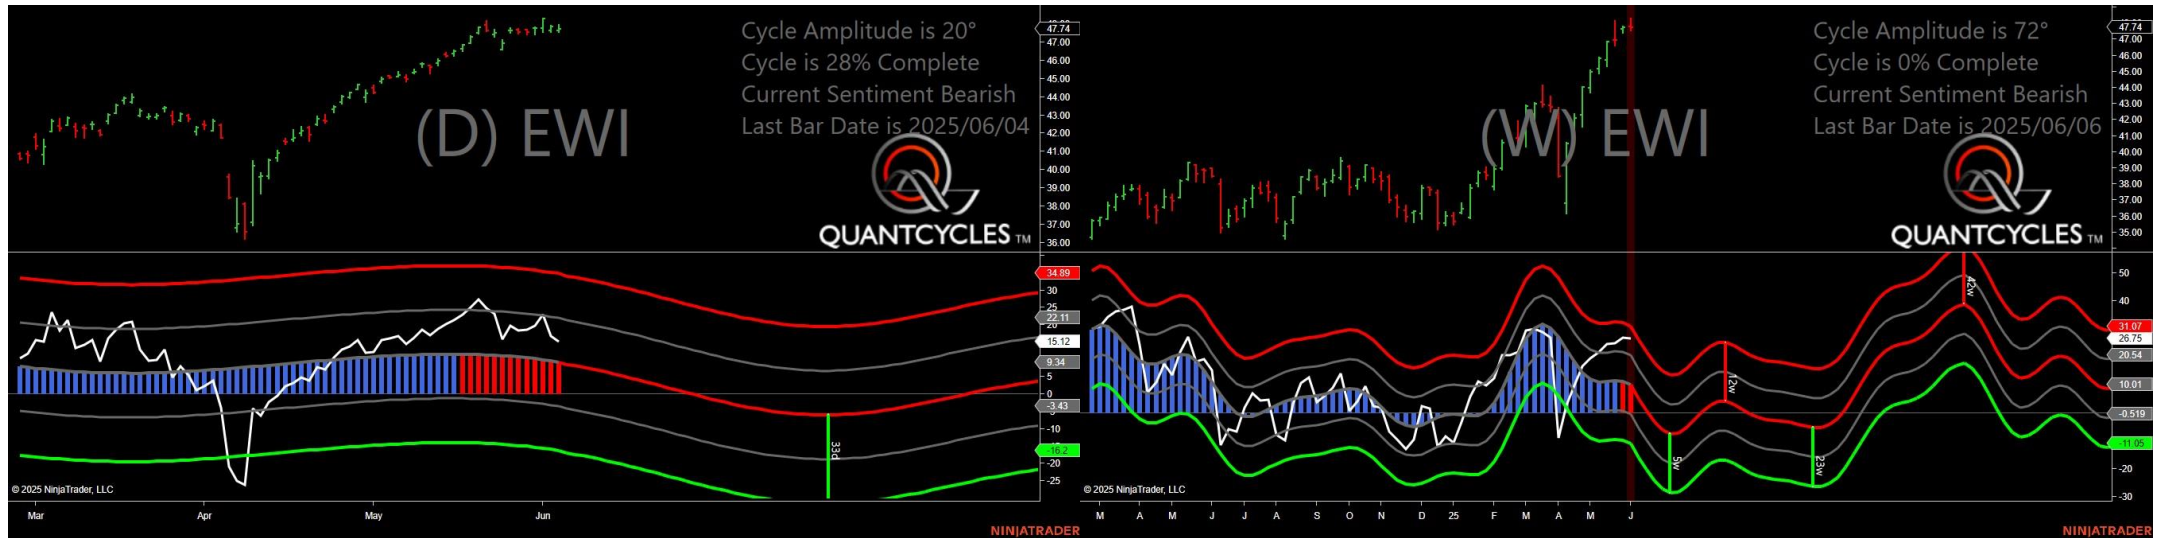 Cycle Amplitude is 20°
Cycle is 28% Complete
Current Sentiment Bearish
Last Bar Date is 2025/06/04
(D) EWI
QUANTCYCLES TM
47.74
47.00
46.00
45.00
44.00
43.00
42.00
41.00
40.00
39.00
38.00
37.00
36.00
34.89
30
25
22.11
20
15.12
9.34
5
0
-3.43
-10
-16.2
-20
-25
33d
© 2025 NinjaTrader, LLC
Mar Apr May Jun
NINJATRADER
Cycle Amplitude is 72°
Cycle is 0% Complete
Current Sentiment Bearish
Last Bar Date is 2025/06/06
(W) EWI
QUANTCYCLES TM
47.74
47.00
46.00
45.00
44.00
43.00
42.00
41.00
40.00
39.00
38.00
37.00
36.00
35.00
50
40
31.07
26.75
20.54
10.01
-0.519
-11.05
-20
-30
42w
12w
5w
23w
© 2025 NinjaTrader, LLC
M A M J J A S O N D 25 F M A M J
NINJATRADER